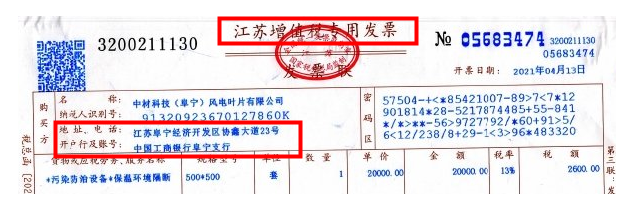 江苏增值税专用发票
3200211130
№ 05683474 3200211130
05683474
发票联
开票日期: 2021年04月13日
购买方
名 称: 中材科技（阜宁）风电叶片有限公司
纳税人识别号: 91320923670127860K
地 址、电 话: 江苏阜宁经济开发区协鑫大道23号
开户行及账号: 中国工商银行阜宁支行
密码区
57504-+<*85421007-89>7<7*12
901814*28-5217874485+55-841
*/>**-56>9727792/*60+91>5/
6<12/238/8+29-1<3>96*483320
货物或应税劳务、服务名称 规格型号 单位 数 量 单 价 金 额 税率 税 额
*污染防治设备*保温环境隔断 500*500 套 1 20000.00 20000.00 13% 2600.00
第三联:发